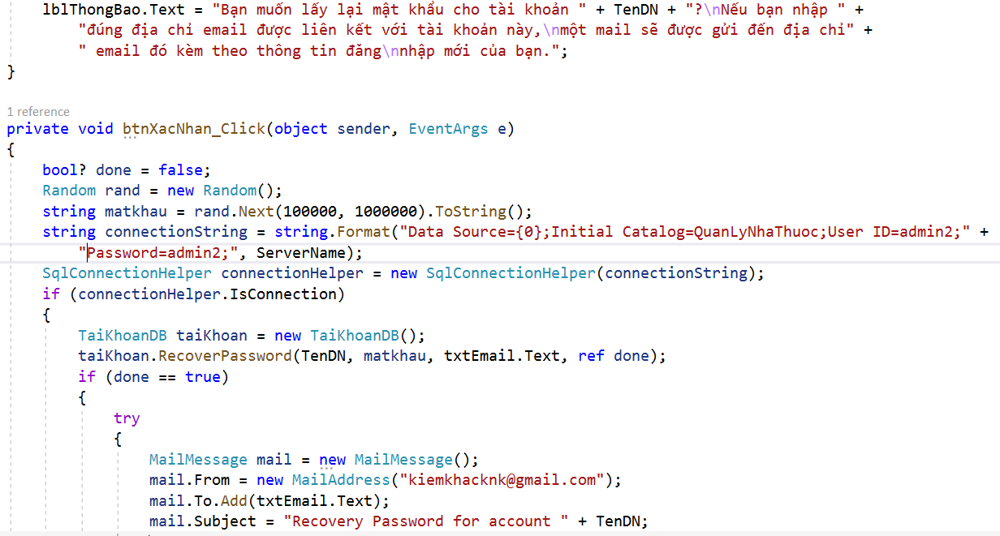 lblThongBao.Text = "Bạn muốn lấy lại mật khẩu cho tài khoản " + TenDN + "?\nNếu bạn nhập " +
"đúng địa chỉ email được liên kết với tài khoản này,\nmột mail sẽ được gửi đến địa chỉ" +
" email đó kèm theo thông tin đăng\nnhập mới của bạn.";
}
1 reference
private void btnXacNhan_Click(object sender, EventArgs e)
{
bool? done = false;
Random rand = new Random();
string matkhau = rand.Next(100000, 1000000).ToString();
string connectionString = string.Format("Data Source={0};Initial Catalog=QuanLyNhaThuoc;User ID=admin2;" +
"Password=admin2;", ServerName);
SqlConnectionHelper connectionHelper = new SqlConnectionHelper(connectionString);
if (connectionHelper.IsConnection)
{
TaiKhoanDB taiKhoan = new TaiKhoanDB();
taiKhoan.RecoverPassword(TenDN, matkhau, txtEmail.Text, ref done);
if (done == true)
{
try
{
MailMessage mail = new MailMessage();
mail.From = new MailAddress("kiemkhacknk@gmail.com");
mail.To.Add(txtEmail.Text);
mail.Subject = "Recovery Password for account " + TenDN;